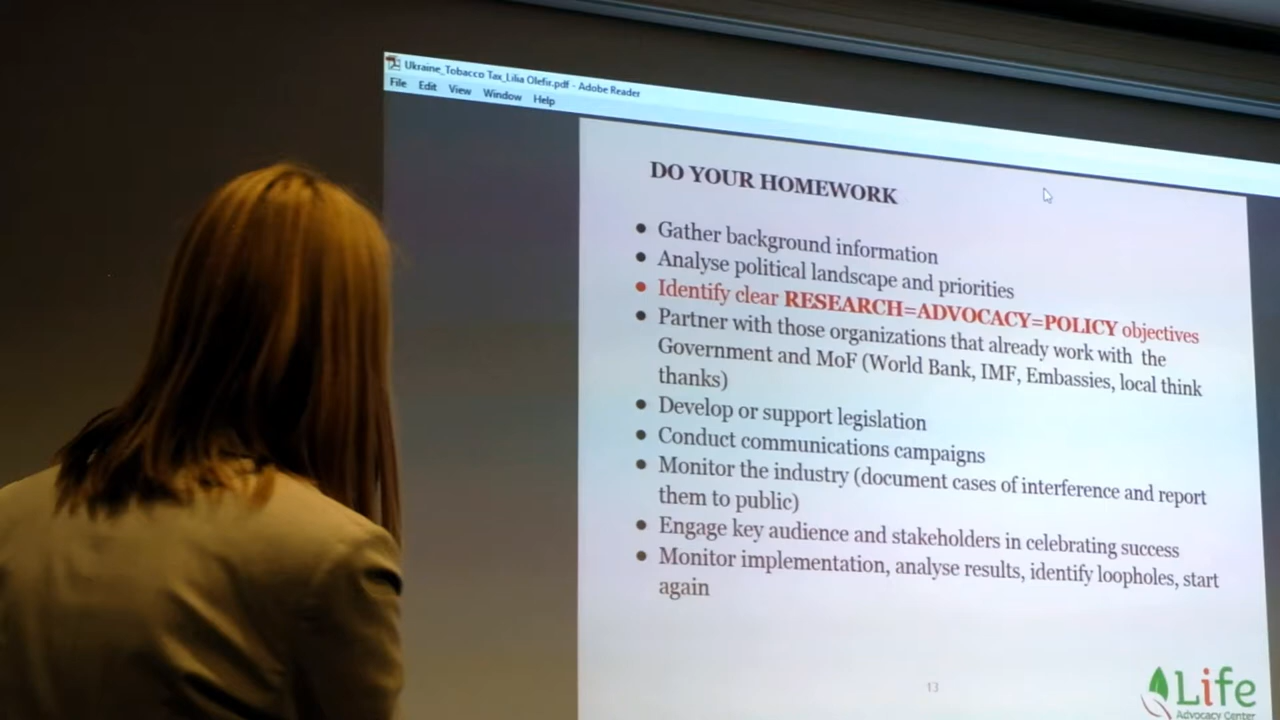 Ukraine_Tobacco Tax_Lilia Olefir.pdf - Adobe Reader
File Edit View Window Help
DO YOUR HOMEWORK
• Gather background information
• Analyse political landscape and priorities
• Identify clear RESEARCH=ADVOCACY=POLICY objectives
• Partner with those organizations that already work with the
Government and MoF (World Bank, IMF, Embassies, local think
thanks)
• Develop or support legislation
• Conduct communications campaigns
• Monitor the industry (document cases of interference and report
them to public)
• Engage key audience and stakeholders in celebrating success
• Monitor implementation, analyse results, identify loopholes, start
again
13
Life
Advocacy Center